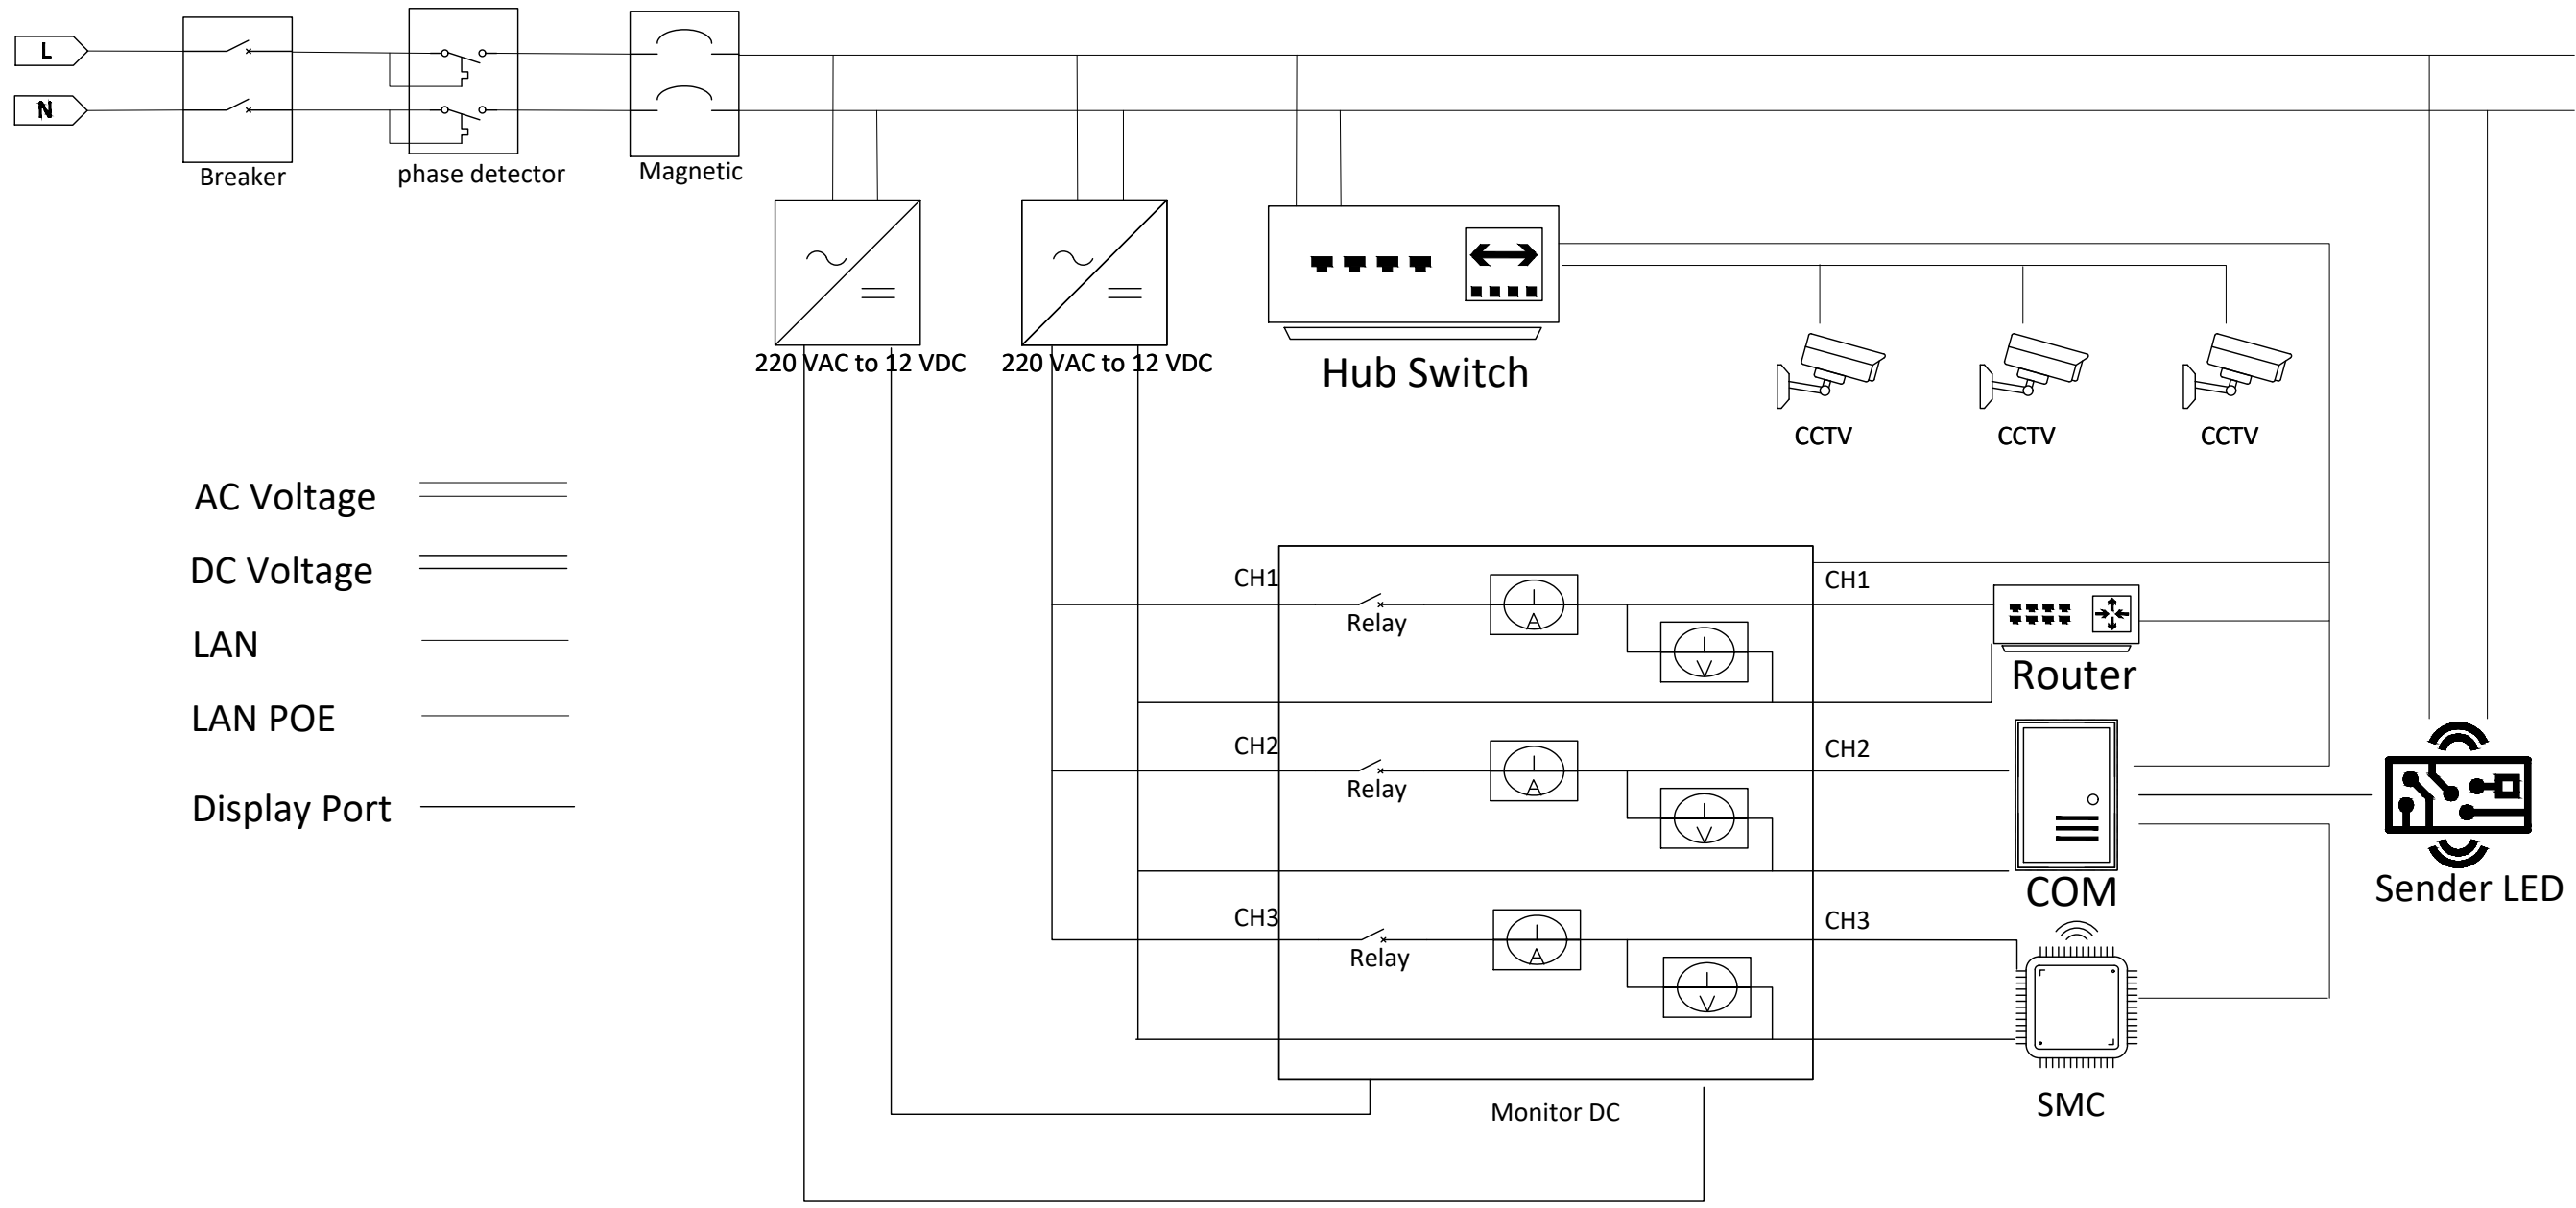 L
N
Breaker
phase detector
Magnetic
220 VAC to 12 VDC
220 VAC to 12 VDC
Hub Switch
CCTV
CCTV
CCTV
AC Voltage
DC Voltage
LAN
LAN POE
Display Port
CH1
Relay
A
V
CH1
Router
CH2
Relay
A
V
CH2
COM
Sender LED
CH3
Relay
A
V
CH3
SMC
Monitor DC